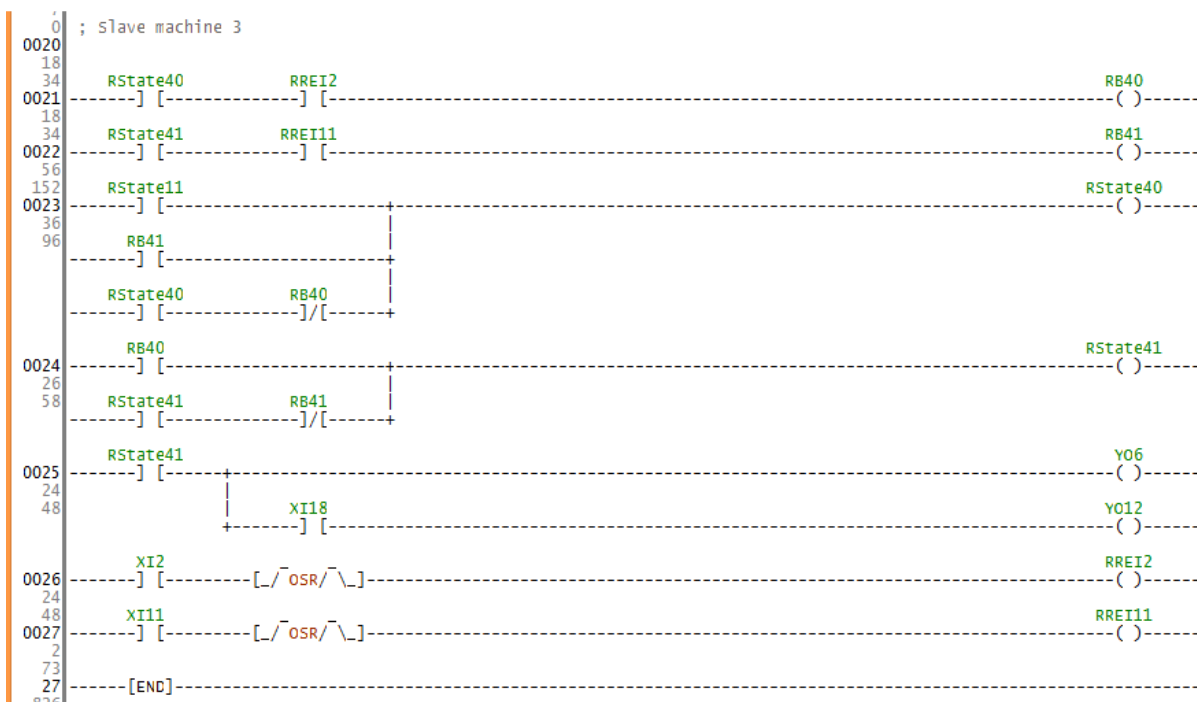 0 ; Slave machine 3
0020
18
34 RState40 RREI2 RB40
0021 -------] [--------------] [----------( )------
18
34 RState41 RREI11 RB41
0022 -------] [--------------] [----------( )------
56
152 RState11 RState40
0023 -------] [----------------------+----------( )------
36
96 RB41
-------] [----------------------+
RState40 RB40
-------] [--------------]/[------+
RB40 RState41
0024 -------] [----------------------+----------( )------
26
58 RState41 RB41
-------] [--------------]/[------+
RState41 YO6
0025 -------] [------+----------( )------
24
48 XI18 YO12
+-------] [----------( )------
XI2 RREI2
0026 -------] [---------[_/‾OSR/‾\_]----------( )------
24
48 XI11 RREI11
0027 -------] [---------[_/‾OSR/‾\_]----------( )------
2
73
27 ------[END]----------